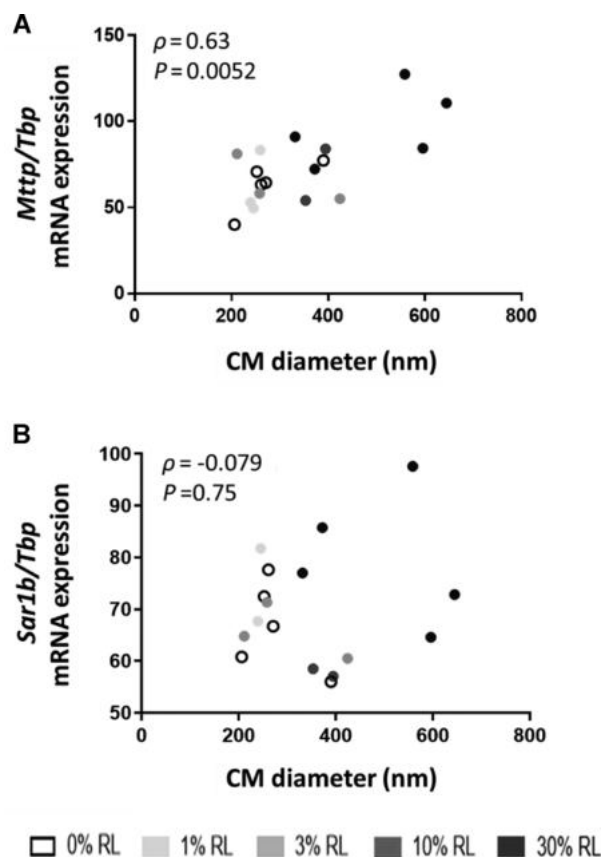 A
ρ = 0.63
P = 0.0052
150
100
50
0
0 200 400 600 800
Mttp/Tbp
mRNA expression
CM diameter (nm)
B
ρ = -0.079
P =0.75
100
90
80
70
60
50
0 200 400 600 800
Sar1b/Tbp
mRNA expression
CM diameter (nm)
0% RL 1% RL 3% RL 10% RL 30% RL